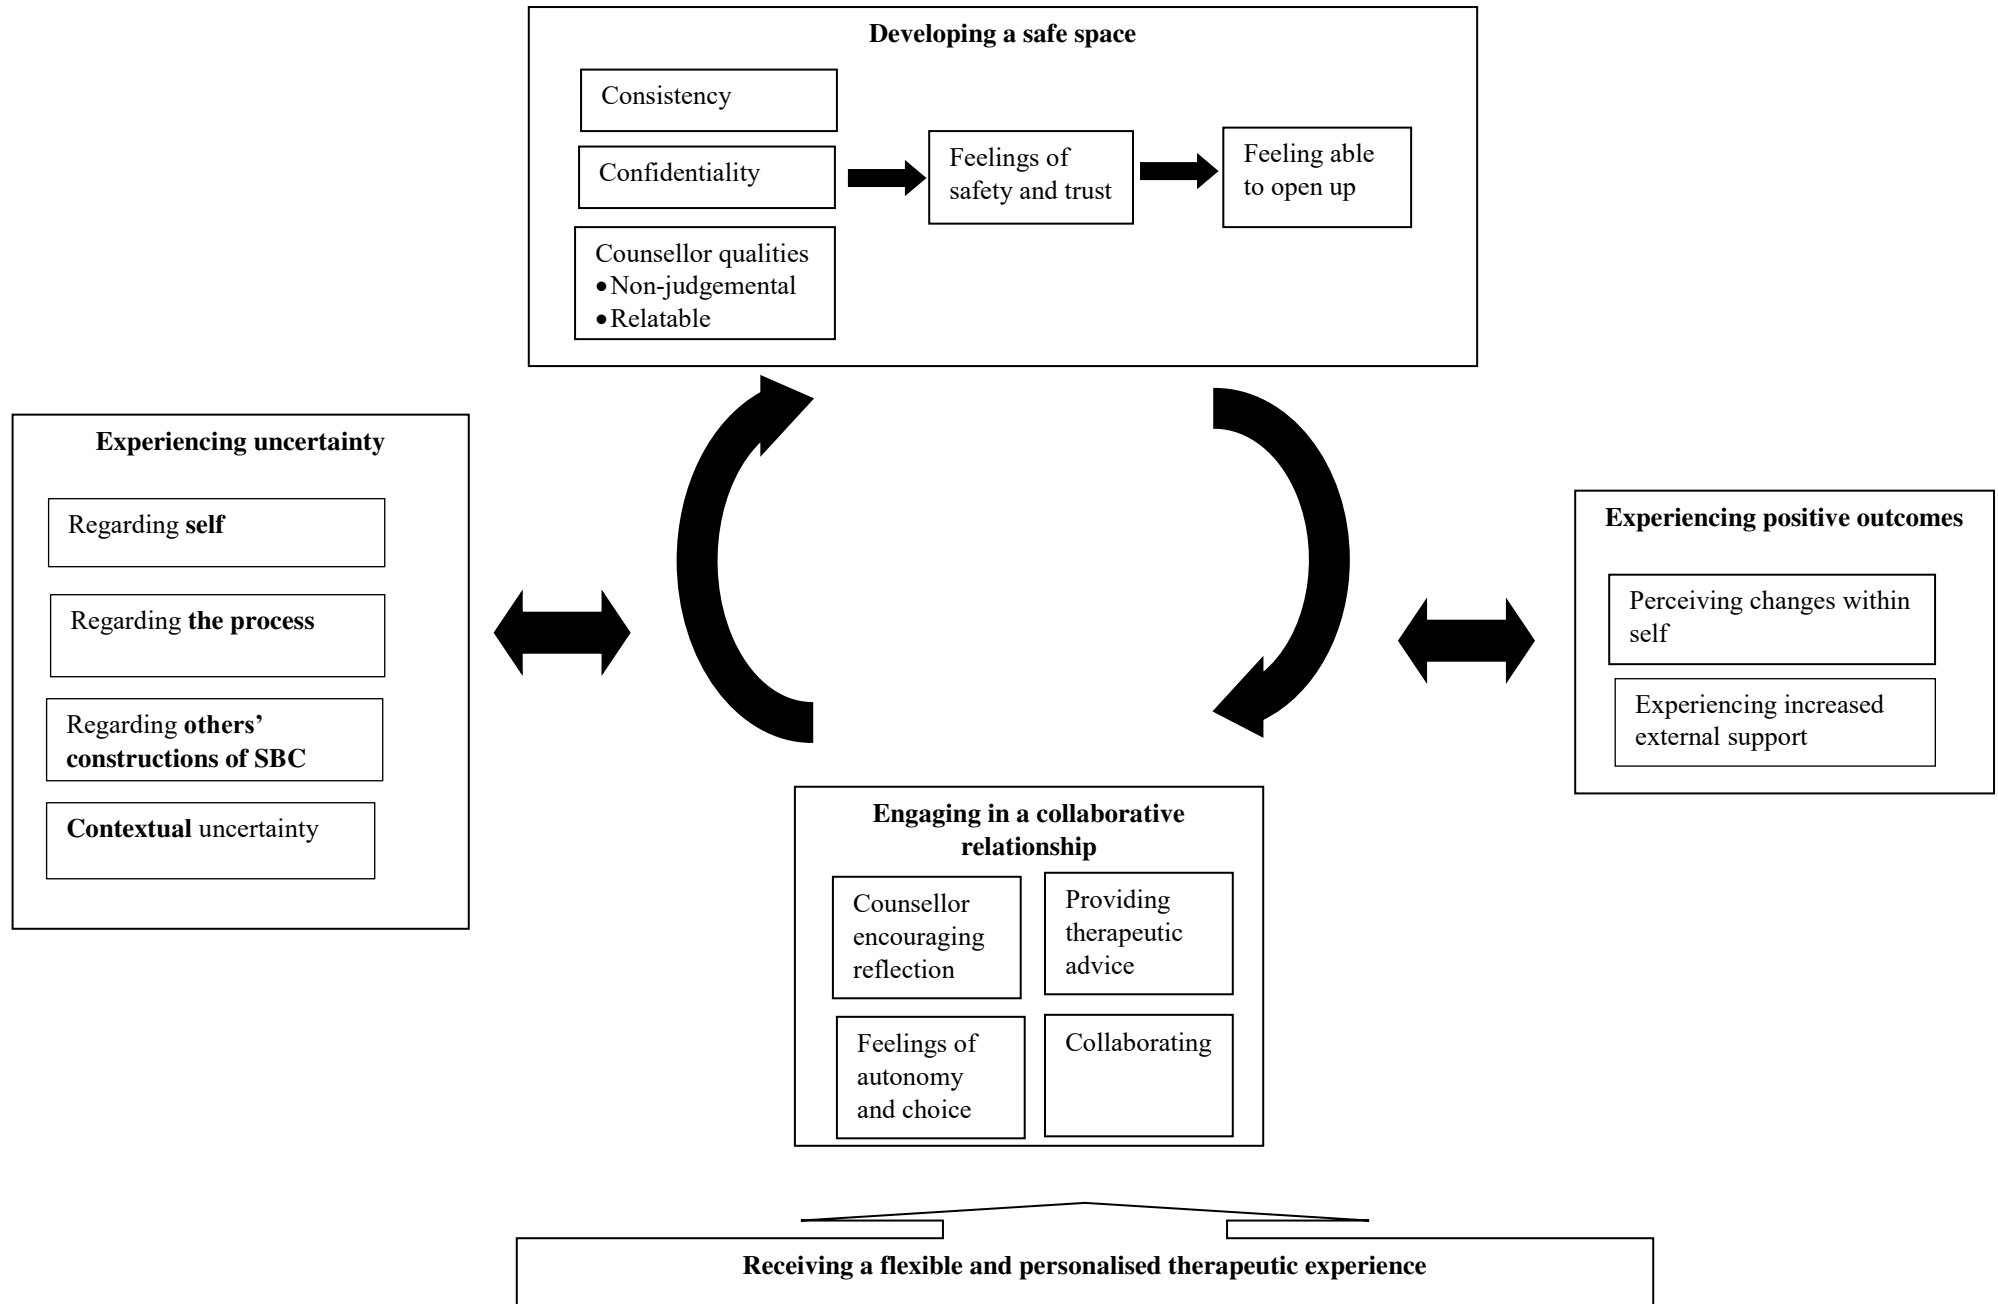 Developing a safe space
Consistency
Confidentiality
Counsellor qualities
•Non-judgemental
•Relatable
Feelings of
safety and trust
Feeling able
to open up
Experiencing uncertainty
Regarding self
Regarding the process
Regarding others’
constructions of SBC
Contextual uncertainty
Experiencing positive outcomes
Perceiving changes within
self
Experiencing increased
external support
Engaging in a collaborative
relationship
Counsellor
encouraging
reflection
Providing
therapeutic
advice
Feelings of
autonomy
and choice
Collaborating
Receiving a flexible and personalised therapeutic experience